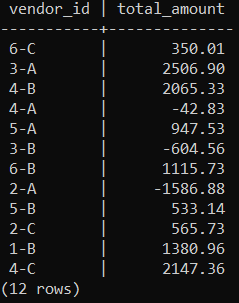 vendor_id | total_amount
-----------+--------------
6-C | 350.01
3-A | 2506.90
4-B | 2065.33
4-A | -42.83
5-A | 947.53
3-B | -604.56
6-B | 1115.73
2-A | -1586.88
5-B | 533.14
2-C | 565.73
1-B | 1380.96
4-C | 2147.36
(12 rows)